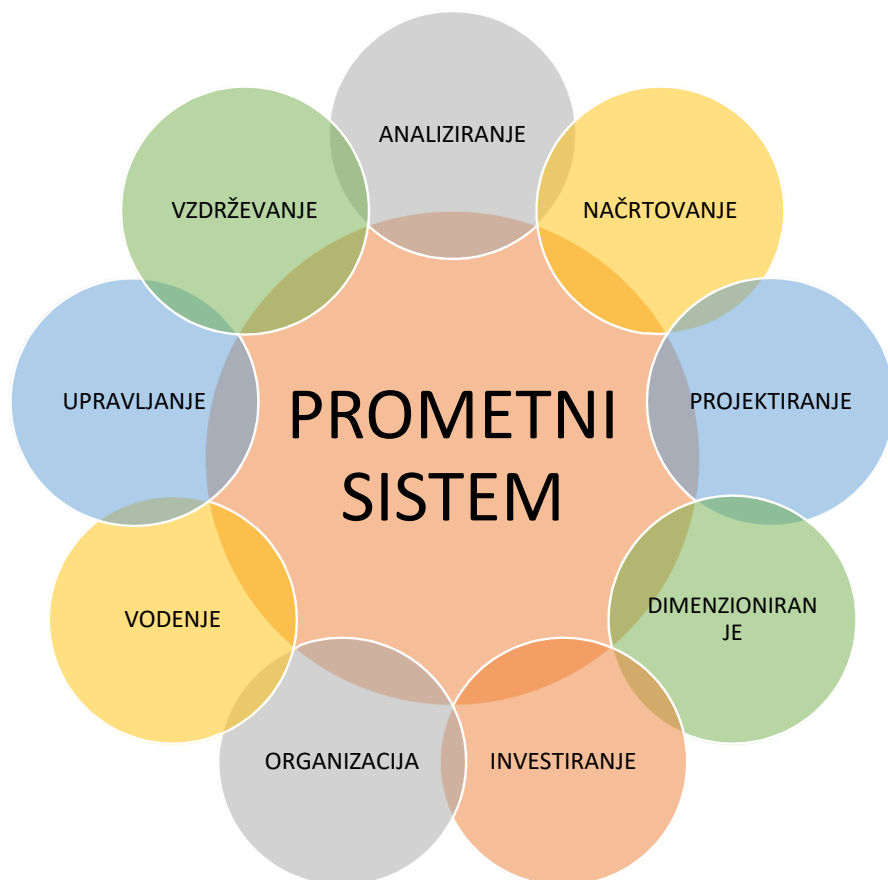 ANALIZIRANJE
NAČRTOVANJE
PROJEKTIRANJE
DIMENZIONIRAN
JE
INVESTIRANJE
ORGANIZACIJA
VODENJE
UPRAVLJANJE
VZDRŽEVANJE
PROMETNI
SISTEM